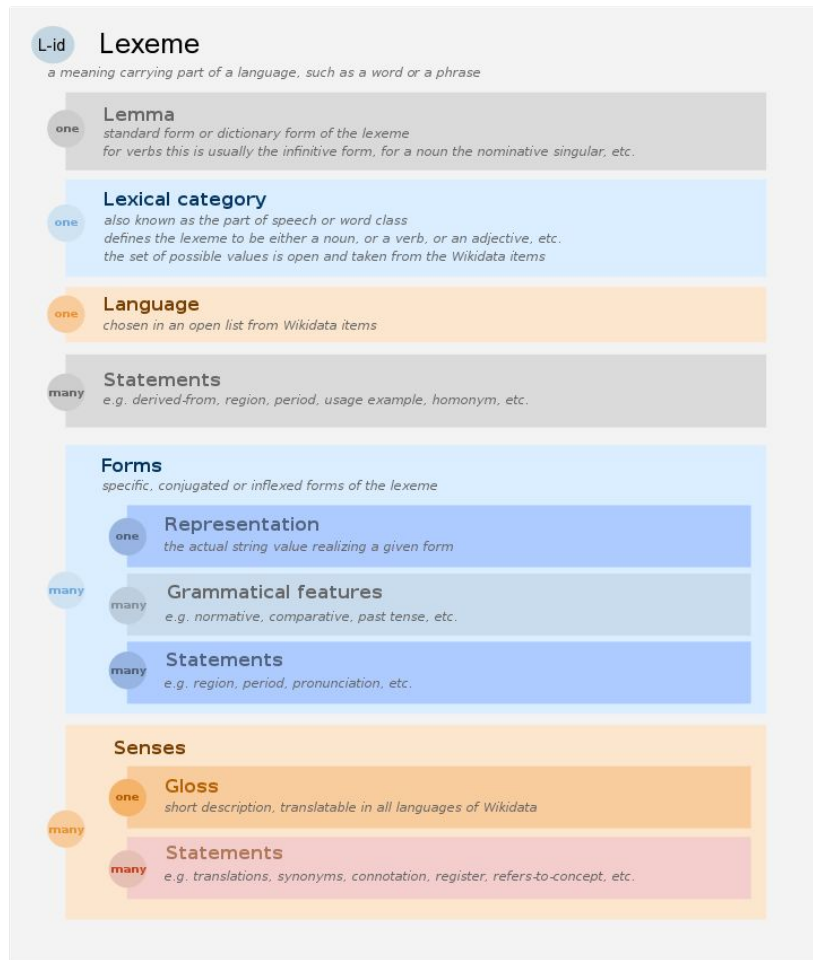 L-id Lexeme
a meaning carrying part of a language, such as a word or a phrase
one
Lemma
standard form or dictionary form of the lexeme
for verbs this is usually the infinitive form, for a noun the nominative singular, etc.
one
Lexical category
also known as the part of speech or word class
defines the lexeme to be either a noun, or a verb, or an adjective, etc.
the set of possible values is open and taken from the Wikidata items
one
Language
chosen in an open list from Wikidata items
many
Statements
e.g. derived-from, region, period, usage example, homonym, etc.
many
Forms
specific, conjugated or inflexed forms of the lexeme
one
Representation
the actual string value realizing a given form
many
Grammatical features
e.g. normative, comparative, past tense, etc.
many
Statements
e.g. region, period, pronunciation, etc.
many
Senses
one
Gloss
short description, translatable in all languages of Wikidata
many
Statements
e.g. translations, synonyms, connotation, register, refers-to-concept, etc.